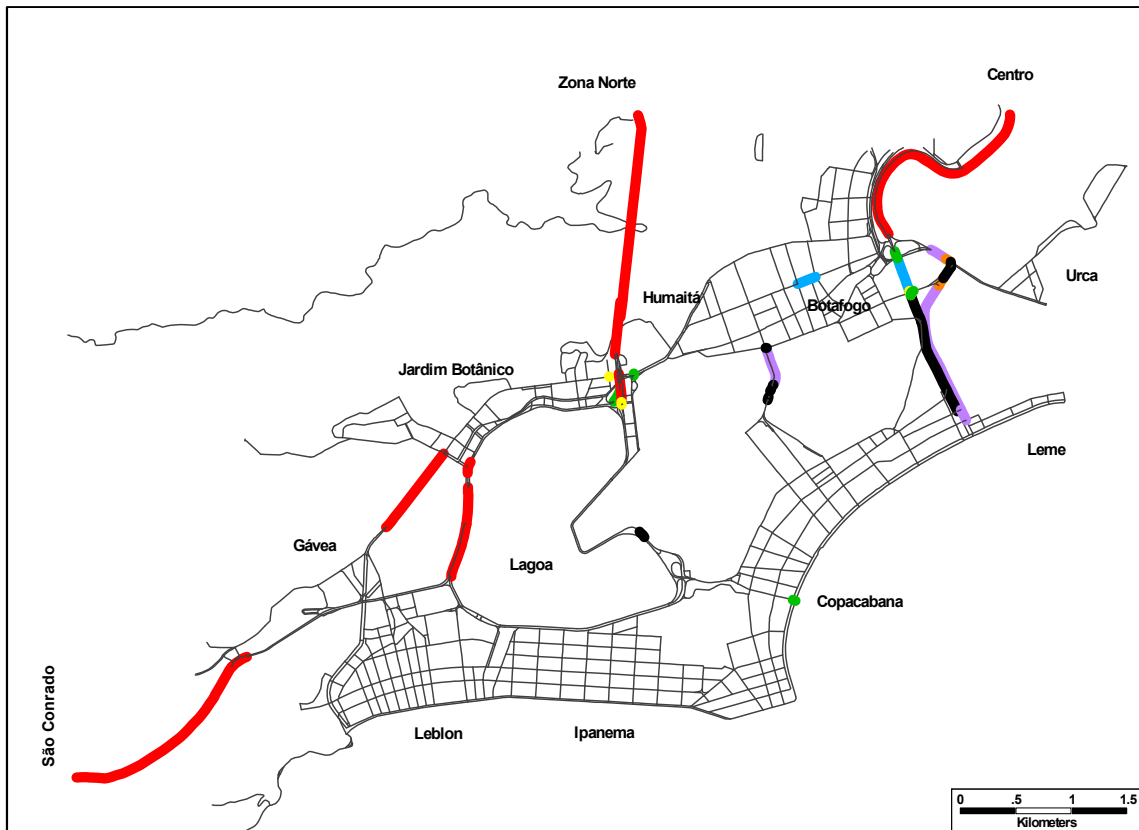 Centro
Zona Norte
Urca
Humaitá
Botafogo
Jardim Botânico
Leme
Gávea
Lagoa
Copacabana
São Conrado
Leblon
Ipanema
0 .5 1 1.5
Kilometers